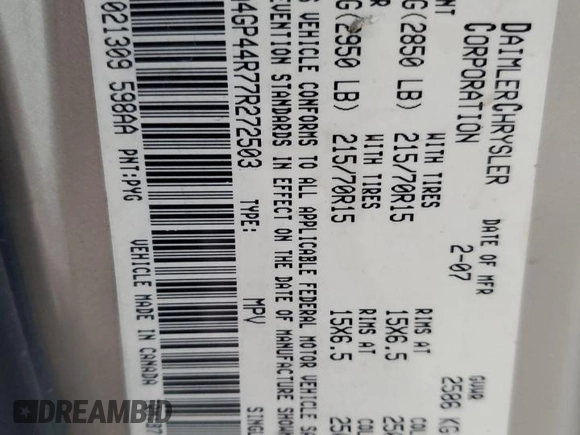 DAIMLERCHRYSLER
CORPORATION
DATE OF MFR
2-07
GVWR
2586 KG
G(2850 LB)
WITH TIRES
215/70R15
RIMS AT
15X6.5
G(2950 LB)
WITH TIRES
215/70R15
RIMS AT
15X6.5
VEHICLE CONFORMS TO ALL APPLICABLE FEDERAL MOTOR VEHICLE
STANDARDS IN EFFECT ON THE DATE OF MANUFACTURE SHOWN
4GP44R77R272503
TYPE:
MPV
021309 598AA
PNT:PYG
VEHICLE MADE IN CANADA
DREAMBID